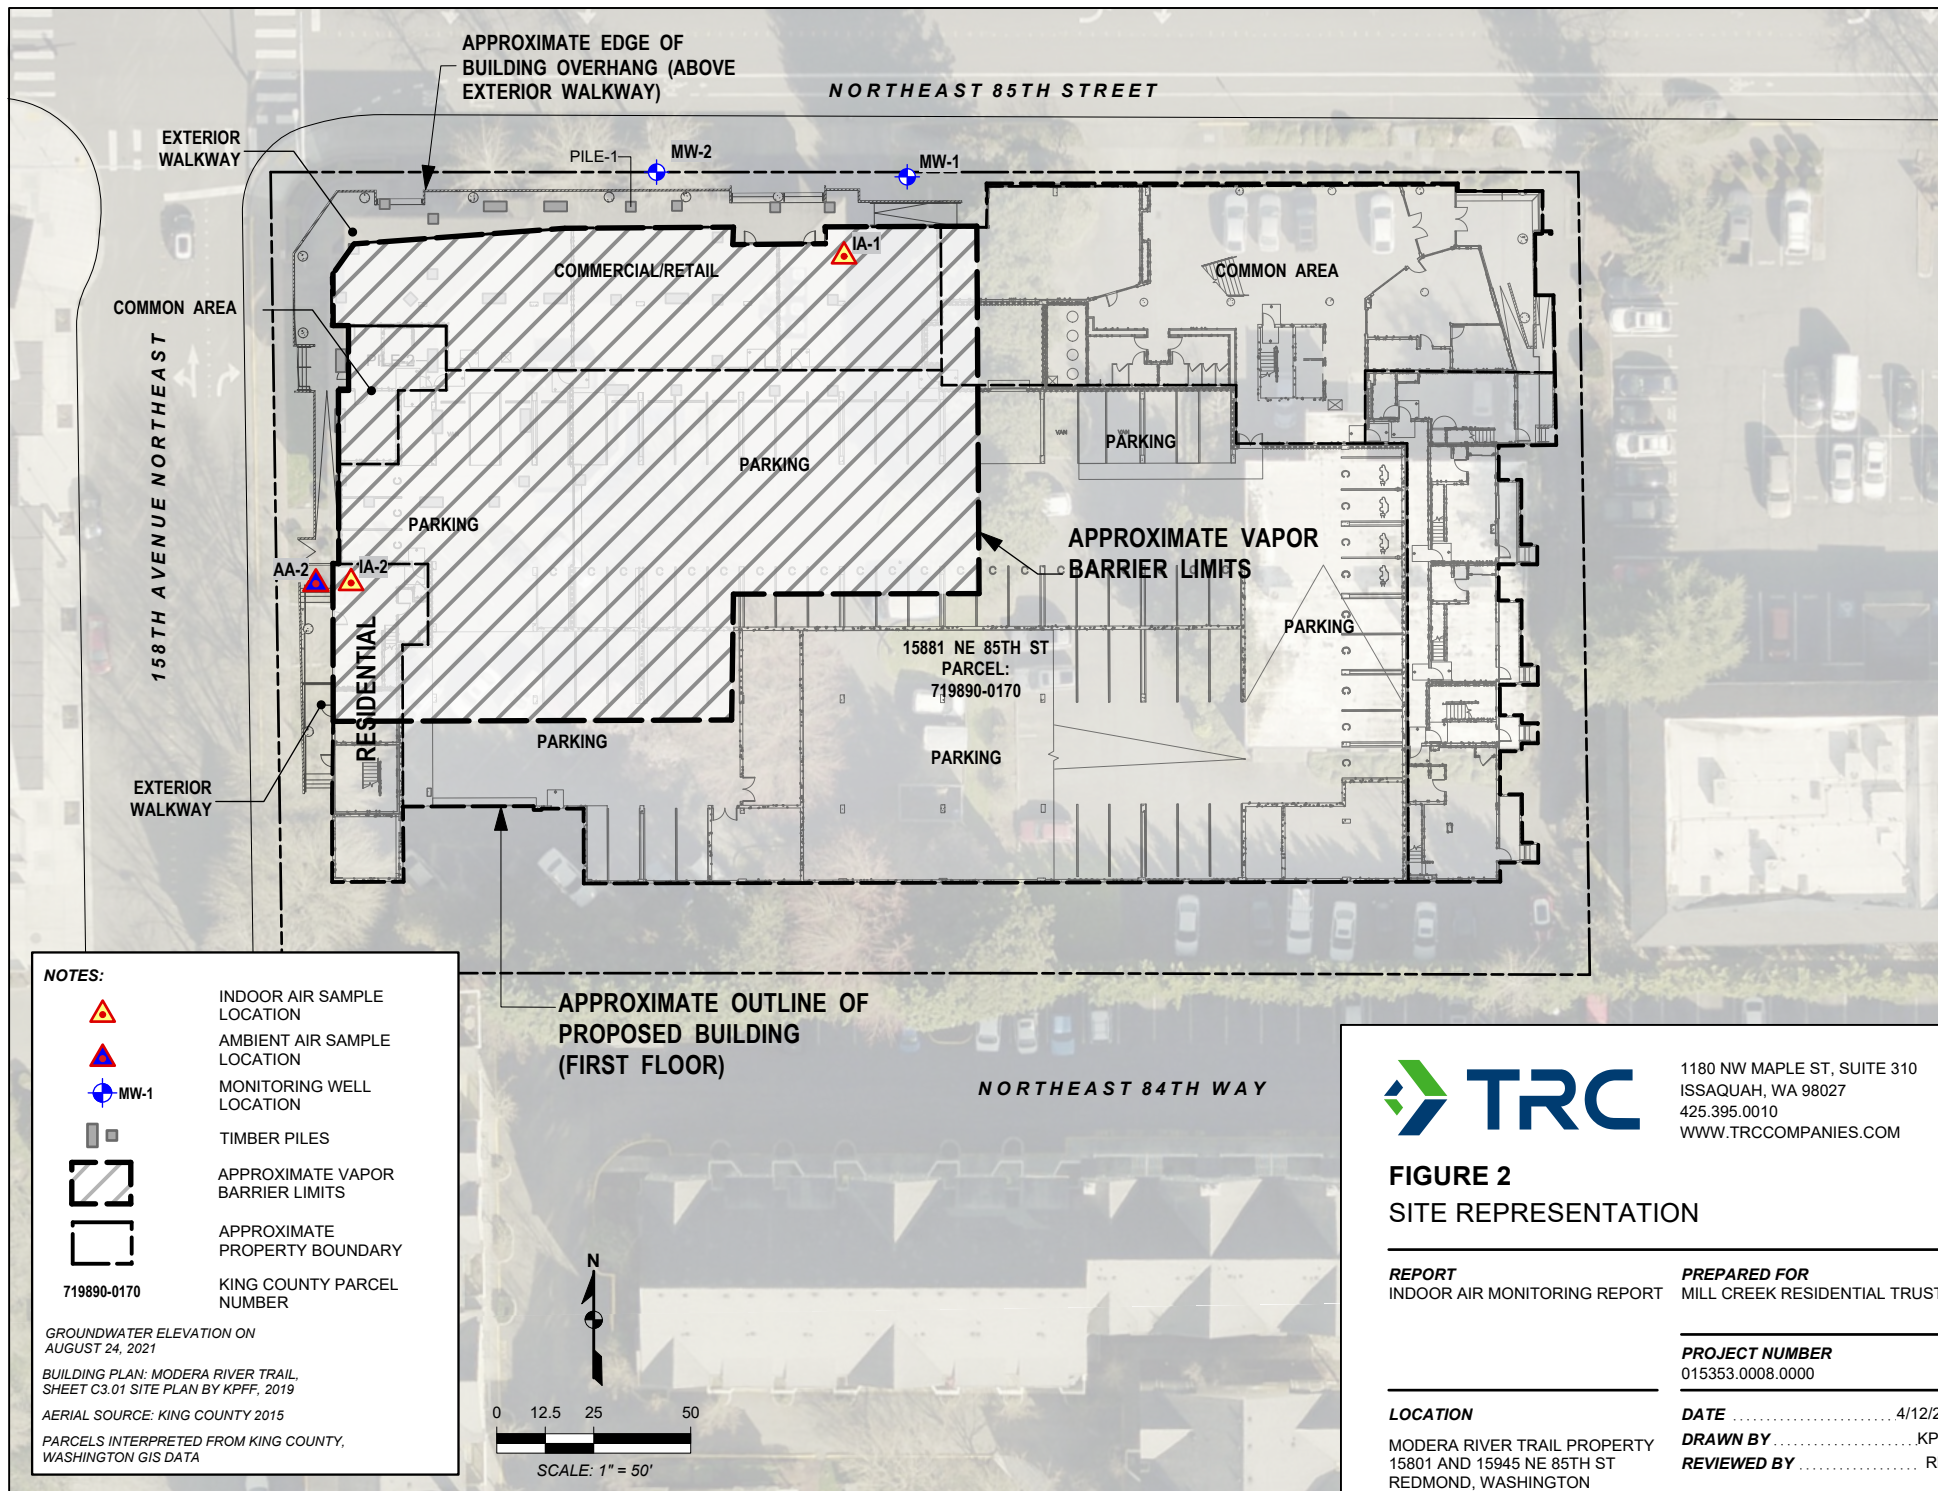 APPROXIMATE EDGE OF
BUILDING OVERHANG (ABOVE
EXTERIOR WALKWAY)
NORTHEAST 85TH STREET
EXTERIOR
WALKWAY
PILE-1
MW-2
MW-1
IA-1
COMMERCIAL/RETAIL
COMMON AREA
COMMON AREA
158TH AVENUE NORTHEAST
PILE-2
VAN
VAN
PARKING
PARKING
PARKING
APPROXIMATE VAPOR
BARRIER LIMITS
AA-2
IA-2
RESIDENTIAL
PARKING
15881 NE 85TH ST
PARCEL:
719890-0170
PARKING
PARKING
EXTERIOR
WALKWAY
APPROXIMATE OUTLINE OF
PROPOSED BUILDING
(FIRST FLOOR)
NORTHEAST 84TH WAY
NOTES:
INDOOR AIR SAMPLE
LOCATION
AMBIENT AIR SAMPLE
LOCATION
MW-1
MONITORING WELL
LOCATION
TIMBER PILES
APPROXIMATE VAPOR
BARRIER LIMITS
APPROXIMATE
PROPERTY BOUNDARY
719890-0170
KING COUNTY PARCEL
NUMBER
GROUNDWATER ELEVATION ON
AUGUST 24, 2021
BUILDING PLAN: MODERA RIVER TRAIL,
SHEET C3.01 SITE PLAN BY KPFF, 2019
AERIAL SOURCE: KING COUNTY 2015
PARCELS INTERPRETED FROM KING COUNTY,
WASHINGTON GIS DATA
N
0 12.5 25 50
SCALE: 1" = 50'
TRC
1180 NW MAPLE ST, SUITE 310
ISSAQUAH, WA 98027
425.395.0010
WWW.TRCCOMPANIES.COM
FIGURE 2
SITE REPRESENTATION
REPORT
INDOOR AIR MONITORING REPORT
PREPARED FOR
MILL CREEK RESIDENTIAL TRUST
PROJECT NUMBER
015353.0008.0000
LOCATION
MODERA RIVER TRAIL PROPERTY
15801 AND 15945 NE 85TH ST
REDMOND, WASHINGTON
DATE ........................ 4/12/2
DRAWN BY ..................... KP
REVIEWED BY .................. R